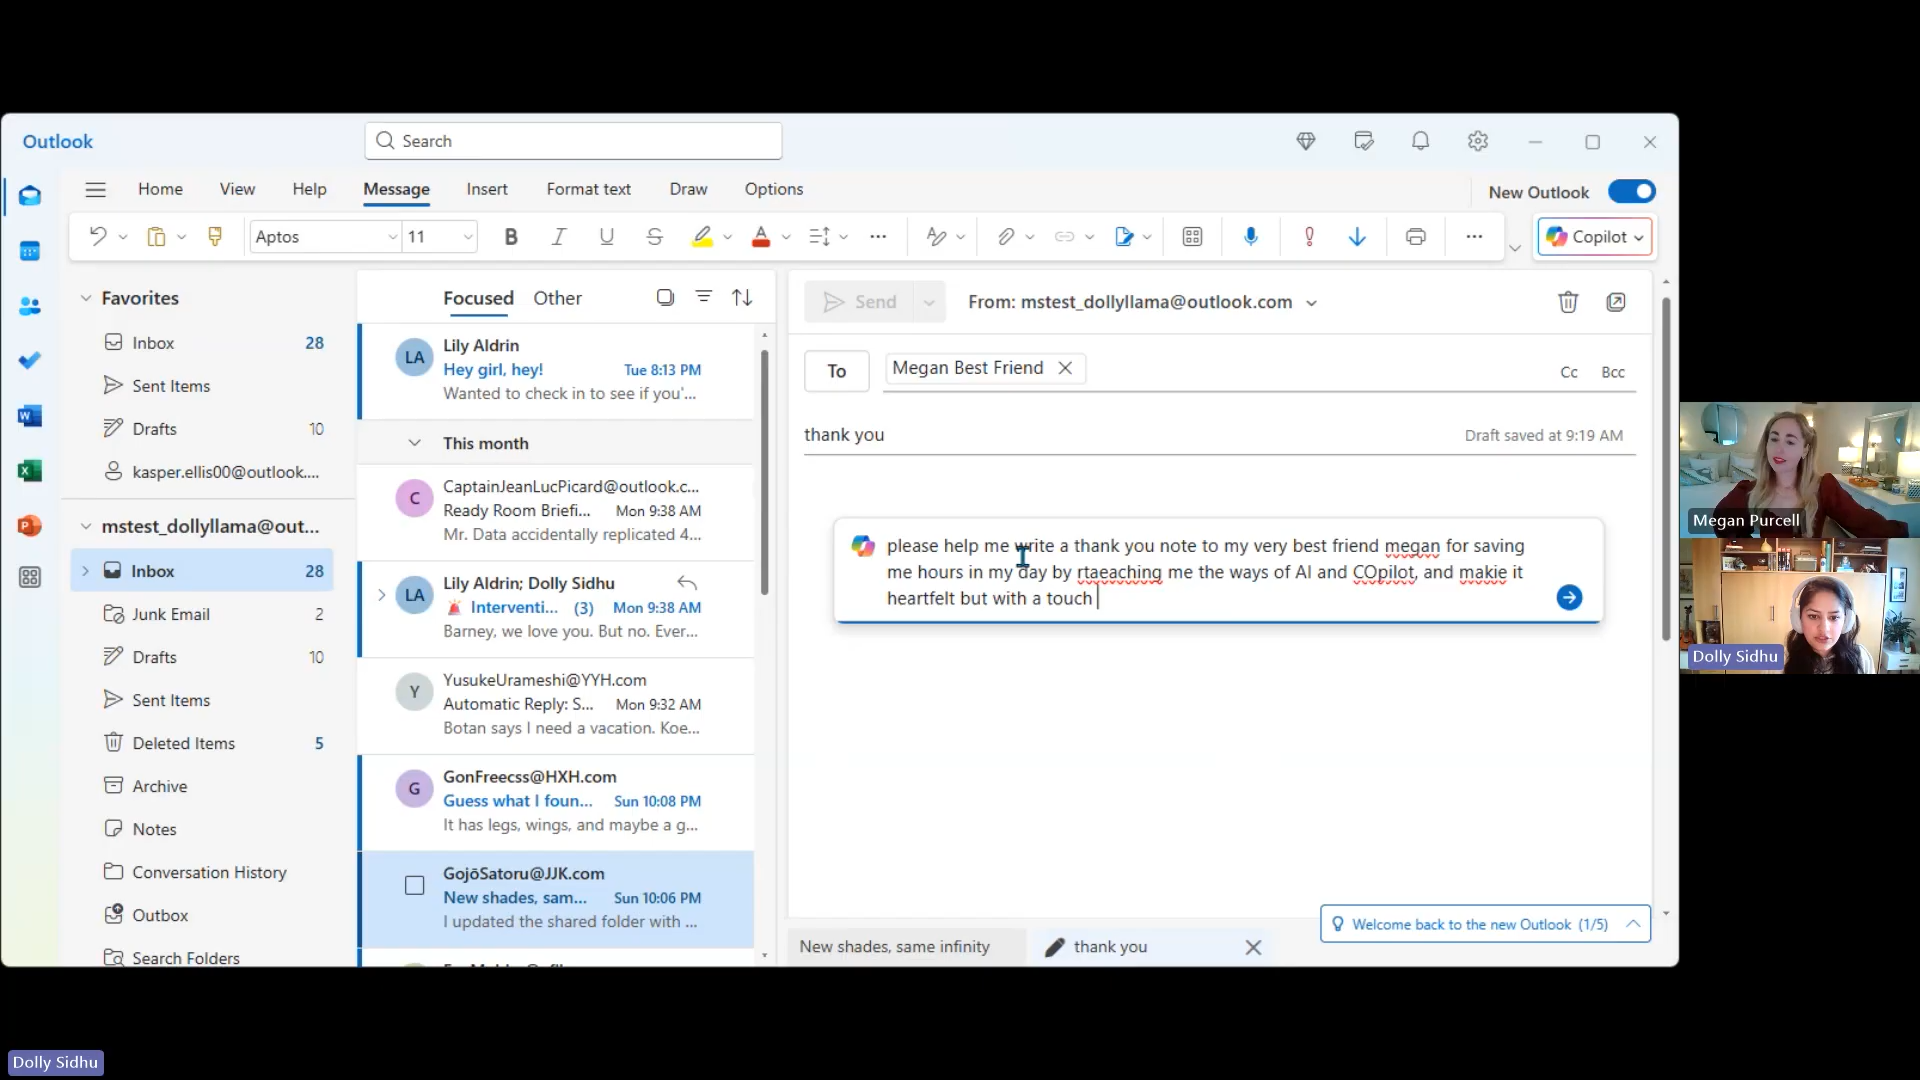 Outlook
Search
Home
View
Help
Message
Insert
Format text
Draw
Options
New Outlook
Aptos
11
B
I
U
S
Copilot
Favorites
Inbox 28
Sent Items
Drafts 10
kasper.ellis00@outlook....
mstest_dollyllama@out...
Inbox 28
Junk Email 2
Drafts 10
Sent Items
Deleted Items 5
Archive
Notes
Conversation History
Outbox
Search Folders
Focused Other
LA
Lily Aldrin
Hey girl, hey! Tue 8:13 PM
Wanted to check in to see if you'...
This month
C
CaptainJeanLucPicard@outlook.c...
Ready Room Briefi... Mon 9:38 AM
Mr. Data accidentally replicated 4...
LA
Lily Aldrin; Dolly Sidhu
Interventi... (3) Mon 9:38 AM
Barney, we love you. But no. Ever...
Y
YusukeUrameshi@YYH.com
Automatic Reply: S... Mon 9:32 AM
Botan says I need a vacation. Koe...
G
GonFreecss@HXH.com
Guess what I foun... Sun 10:08 PM
It has legs, wings, and maybe a g...
GojōSatoru@JJK.com
New shades, sam... Sun 10:06 PM
I updated the shared folder with ...
Send
From: mstest_dollyllama@outlook.com
To
Megan Best Friend
Cc Bcc
thank you
Draft saved at 9:19 AM
please help me write a thank you note to my very best friend megan for saving
me hours in my day by rtaeaching me the ways of AI and COpilot, and makie it
heartfelt but with a touch
Welcome back to the new Outlook (1/5)
New shades, same infinity
thank you
Megan Purcell
Dolly Sidhu
Dolly Sidhu